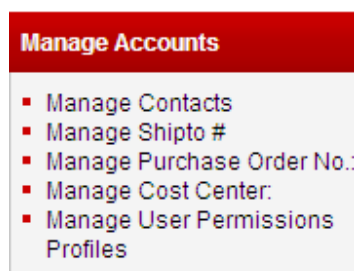 Manage Accounts
Manage Contacts
Manage Shipto #
Manage Purchase Order No.:
Manage Cost Center:
Manage User Permissions
Profiles